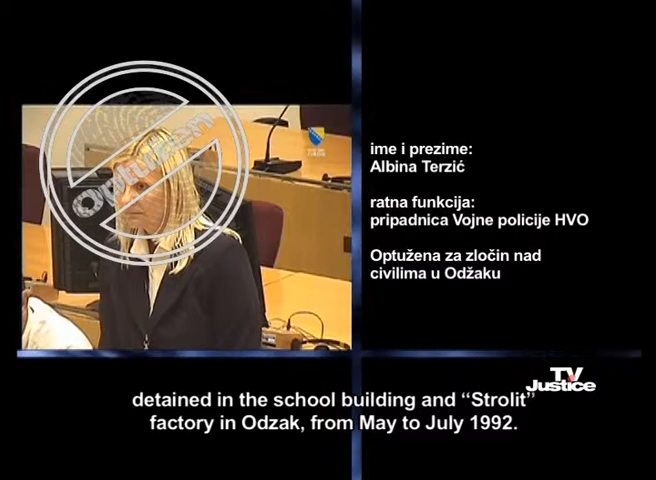 Optužen
ime i prezime:
Albina Terzić
ratna funkcija:
pripadnica Vojne policije HVO
Optužena za zločin nad
civilima u Odžaku
TV
Justice
detained in the school building and “Strolit”
factory in Odzak, from May to July 1992.